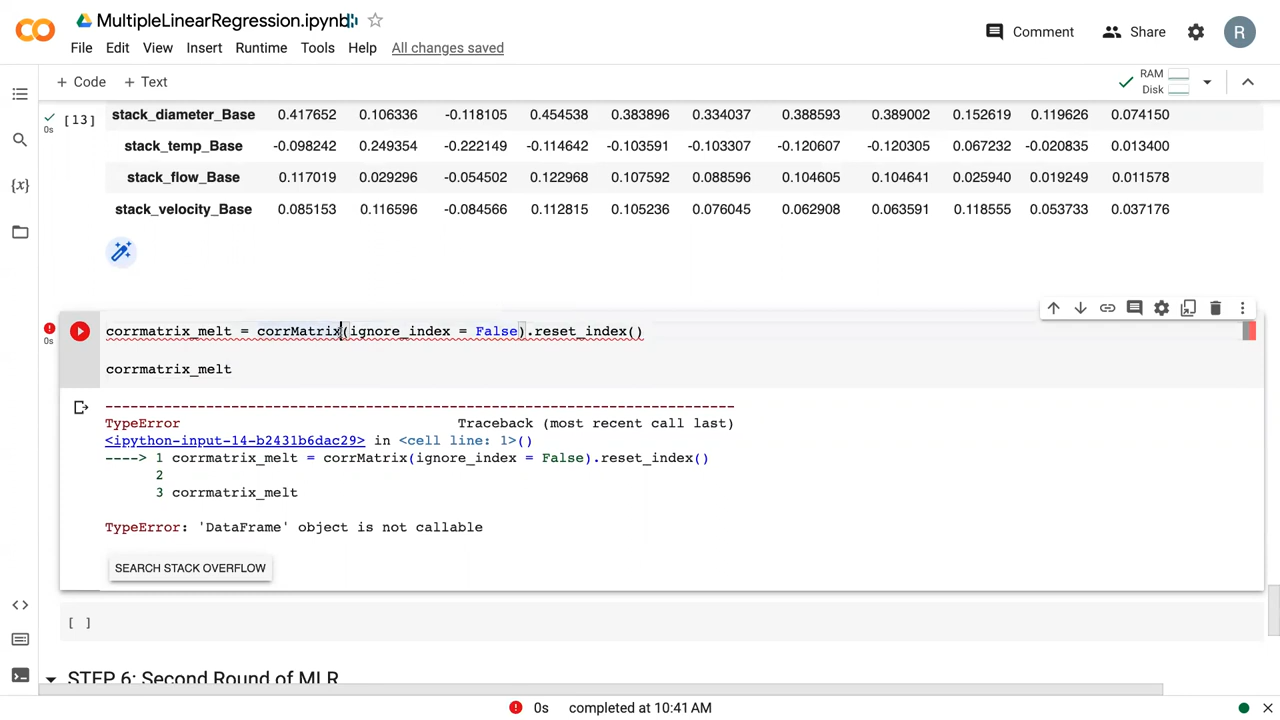 MultipleLinearRegression.ipynb
File Edit View Insert Runtime Tools Help All changes saved
Comment
Share
R
+ Code + Text
RAM
Disk
[13]
0s
stack_diameter_Base 0.417652 0.106336 -0.118105 0.454538 0.383896 0.334037 0.388593 0.389002 0.152619 0.119626 0.074150
stack_temp_Base -0.098242 0.249354 -0.222149 -0.114642 -0.103591 -0.103307 -0.120607 -0.120305 0.067232 -0.020835 0.013400
stack_flow_Base 0.117019 0.029296 -0.054502 0.122968 0.107592 0.088596 0.104605 0.104641 0.025940 0.019249 0.011578
stack_velocity_Base 0.085153 0.116596 -0.084566 0.112815 0.105236 0.076045 0.062908 0.063591 0.118555 0.053733 0.037176
0s
corrmatrix_melt = corrMatrix(ignore_index = False).reset_index()
corrmatrix_melt
---------------------------------------------------------------------------
TypeError Traceback (most recent call last)
<ipython-input-14-b2431b6dac29> in <cell line: 1>()
----> 1 corrmatrix_melt = corrMatrix(ignore_index = False).reset_index()
2
3 corrmatrix_melt
TypeError: 'DataFrame' object is not callable
SEARCH STACK OVERFLOW
[ ]
STEP 6: Second Round of MLR
0s completed at 10:41 AM